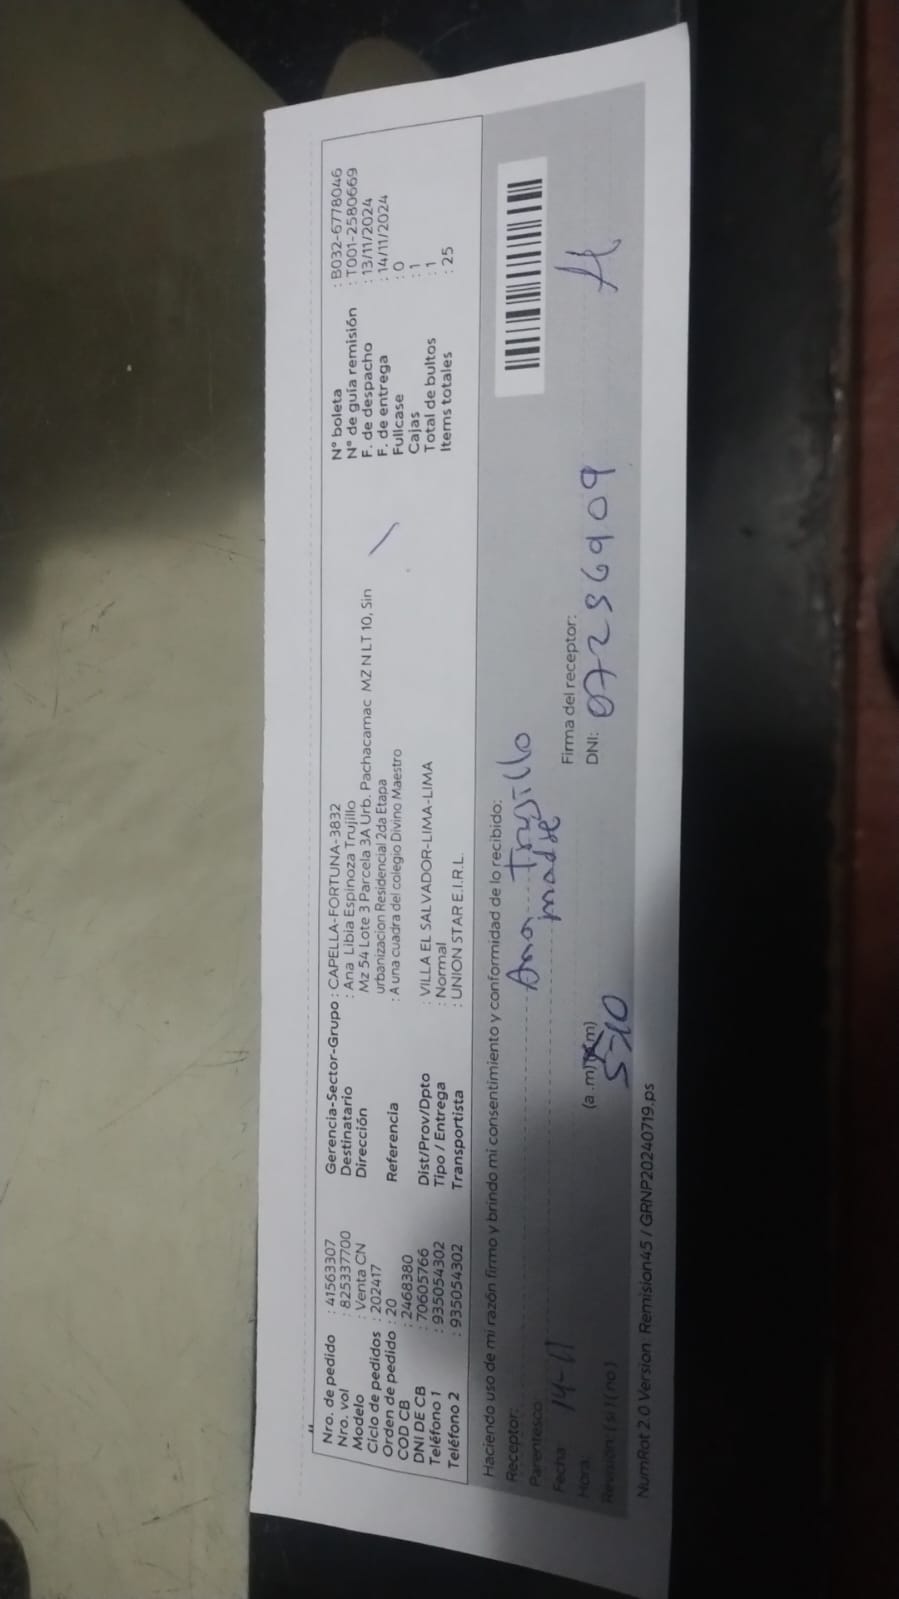 Nro. de pedido : 41563307
Nro. vol : 825337700
Modelo : Venta CN
Ciclo de pedidos : 202417
Orden de pedido : 20
COD CB : 2468380
DNI DE CB : 70605766
Teléfono 1 : 935054302
Teléfono 2 : 935054302
Gerencia-Sector-Grupo : CAPELLA-FORTUNA-3832
Destinatario : Ana Libia Espinoza Trujillo
Dirección Mz 54 Lote 3 Parcela 3A Urb. Pachacamac MZ N LT 10, Sin
urbanizacion Residencial 2da Etapa
Referencia : A una cuadra del colegio Divino Maestro
Dist/Prov/Dpto : VILLA EL SALVADOR-LIMA-LIMA
Tipo / Entrega : Normal
Transportista : UNION STAR E.I.R.L.
N° boleta : B032-6778046
N° de guía remisión : T001-2580669
F. de despacho : 13/11/2024
F. de entrega : 14/11/2024
Fullcase : 0
Cajas : 1
Total de bultos : 1
Items totales : 25
Haciendo uso de mi razón firmo y brindo mi consentimiento y conformidad de lo recibido:
Receptor: Ana Trujillo
Parentesco madre
Fecha: 14-11
Firma del receptor:
Hora: (a.m) m) 5:10
DNI: 07236909
Revisión: ( si ) ( no )
NumRot 2.0 Version: Remision45 / GRNP20240719.ps